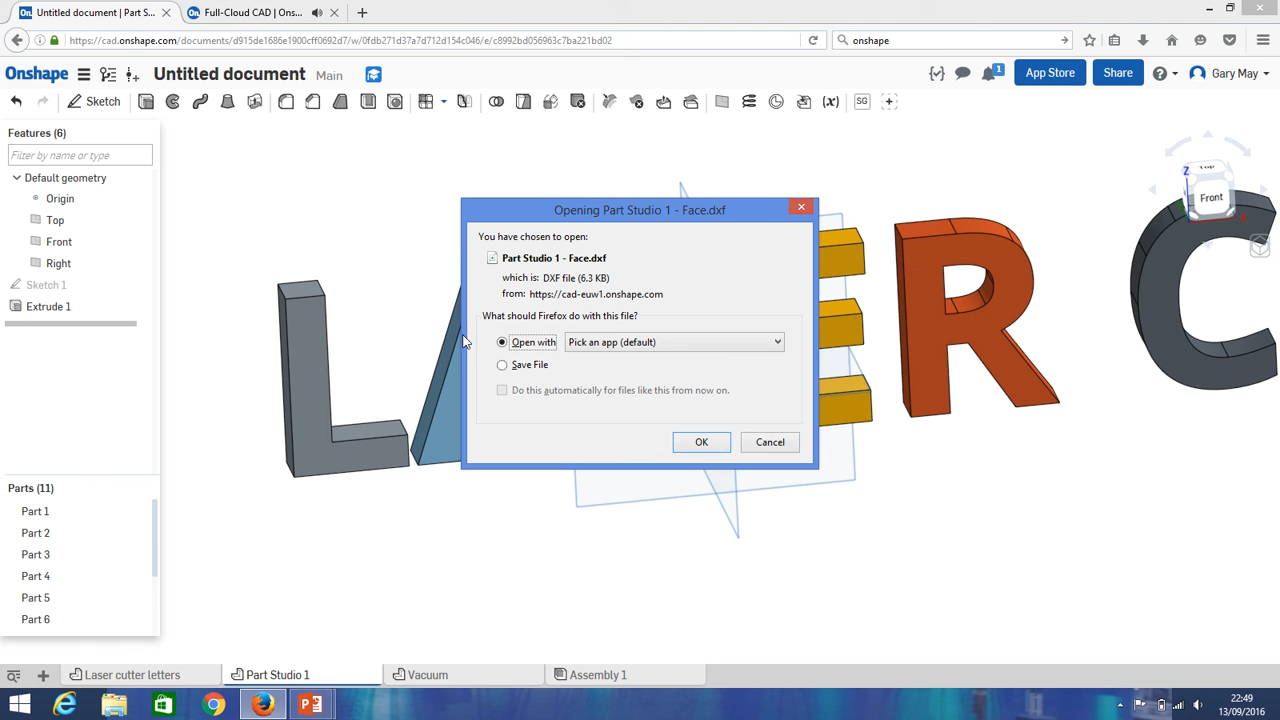 Untitled document | Part S...
Full-Cloud CAD | Ons...
https://cad.onshape.com/documents/d915de1686e1900cff0692d7/w/0fdb271d37a7d712d154c046/e/c8992bd056963c7ba221bd02
onshape
Onshape
Untitled document
Main
1
App Store
Share
Gary May
Sketch
(x)
SG
Features (6)
Filter by name or type
Default geometry
Origin
Top
Front
Right
Sketch 1
Extrude 1
Parts (11)
Part 1
Part 2
Part 3
Part 4
Part 5
Part 6
Opening Part Studio 1 - Face.dxf
You have chosen to open:
Part Studio 1 - Face.dxf
which is: DXF file (6.3 KB)
from: https://cad-euw1.onshape.com
What should Firefox do with this file?
Open with
Pick an app (default)
Save File
Do this automatically for files like this from now on.
OK
Cancel
L
R
C
Top
Z
Front
X
Laser cutter letters
Part Studio 1
Vacuum
Assembly 1
22:49
13/09/2016